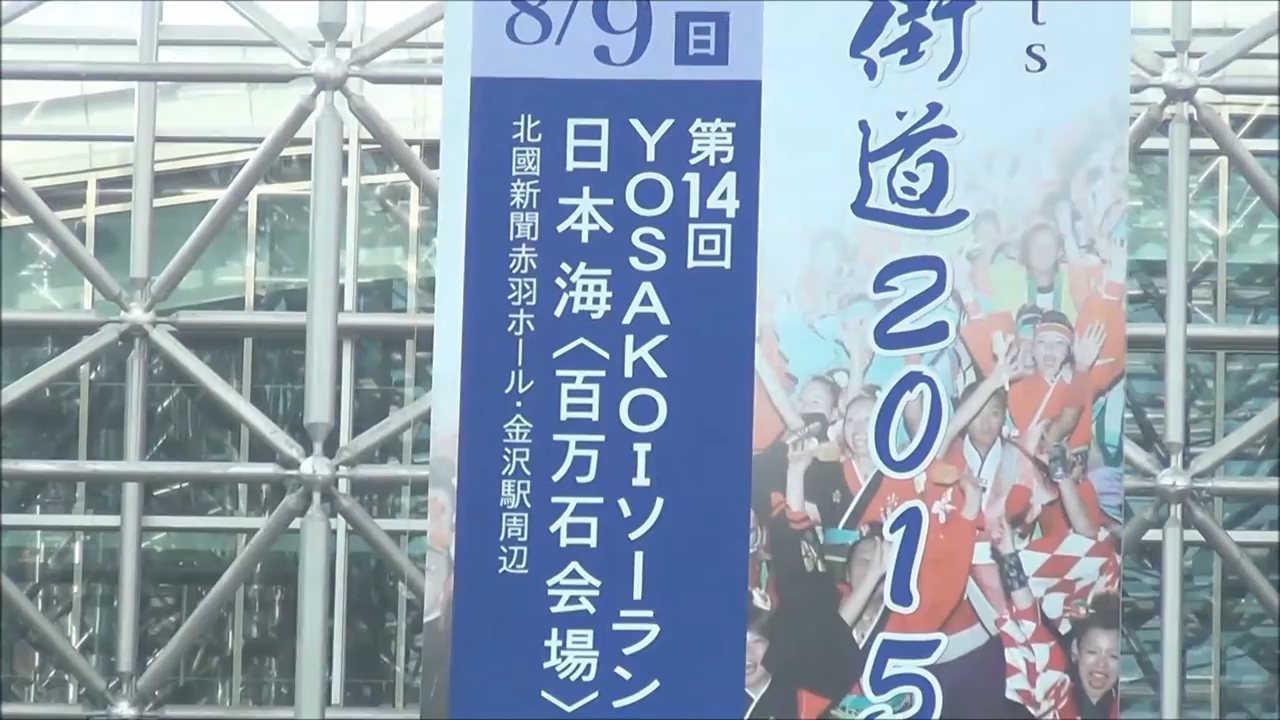 ts
街道2015
8/9 日
第14回
YOSAKOIソーラン
日本海〈百万石会場〉
北國新聞赤羽ホール・金沢駅周辺